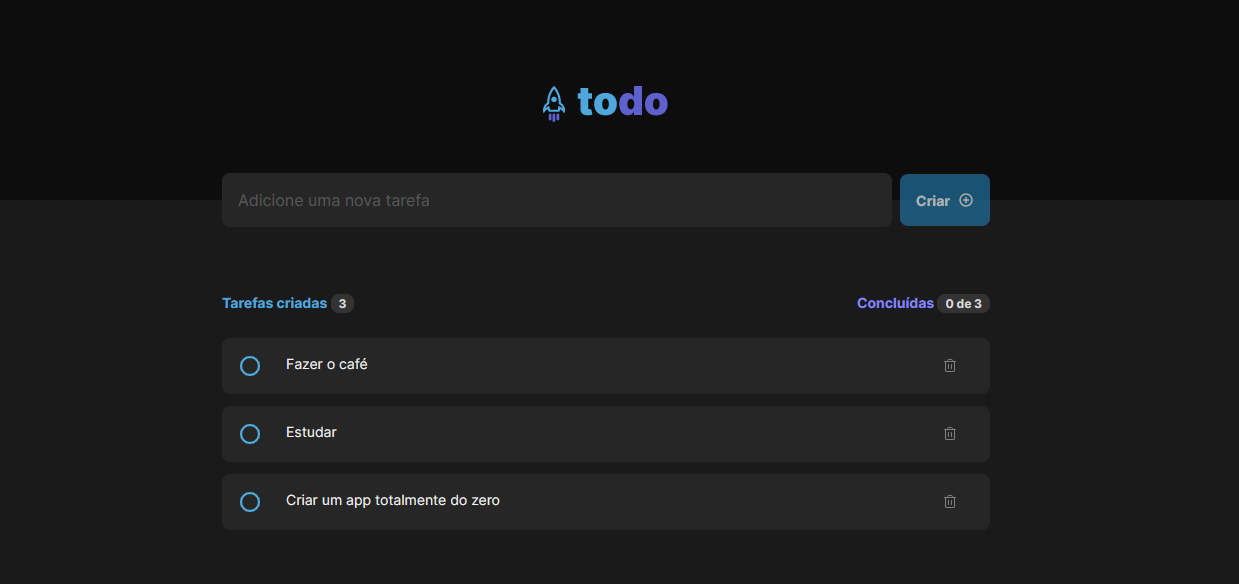 todo
Adicione uma nova tarefa
Criar
Tarefas criadas 3
Concluídas 0 de 3
Fazer o café
Estudar
Criar um app totalmente do zero